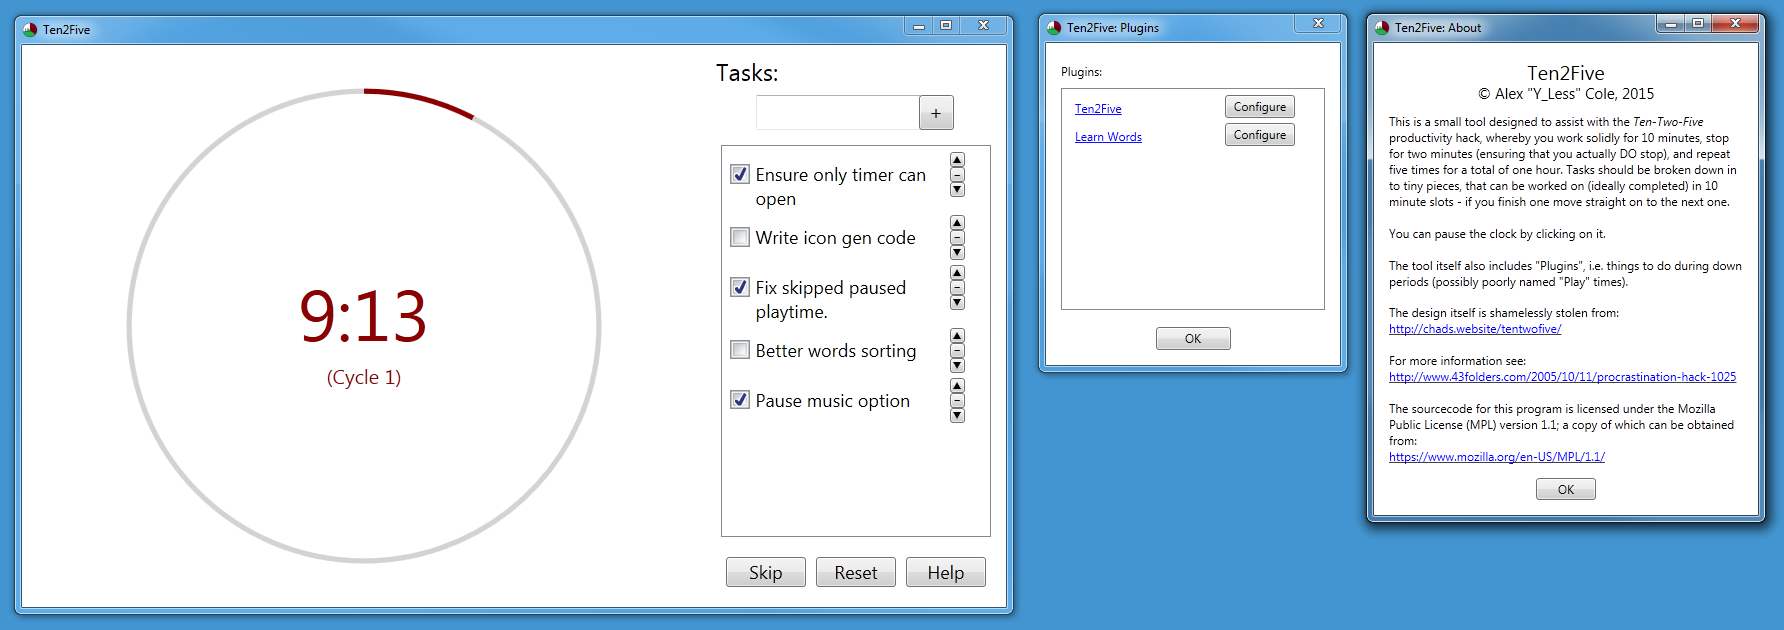 Ten2Five
Tasks:
+
Ensure only timer can
open
Write icon gen code
Fix skipped paused
playtime.
Better words sorting
Pause music option
9:13
(Cycle 1)
Skip
Reset
Help
Ten2Five: Plugins
Plugins:
Ten2Five
Configure
Learn Words
Configure
OK
Ten2Five: About
Ten2Five
© Alex "Y_Less" Cole, 2015
This is a small tool designed to assist with the Ten-Two-Five
productivity hack, whereby you work solidly for 10 minutes, stop
for two minutes (ensuring that you actually DO stop), and repeat
five times for a total of one hour. Tasks should be broken down in
to tiny pieces, that can be worked on (ideally completed) in 10
minute slots - if you finish one move straight on to the next one.
You can pause the clock by clicking on it.
The tool itself also includes "Plugins", i.e. things to do during down
periods (possibly poorly named "Play" times).
The design itself is shamelessly stolen from:
http://chads.website/tentwofive/
For more information see:
http://www.43folders.com/2005/10/11/procrastination-hack-1025
The sourcecode for this program is licensed under the Mozilla
Public License (MPL) version 1.1; a copy of which can be obtained
from:
https://www.mozilla.org/en-US/MPL/1.1/
OK